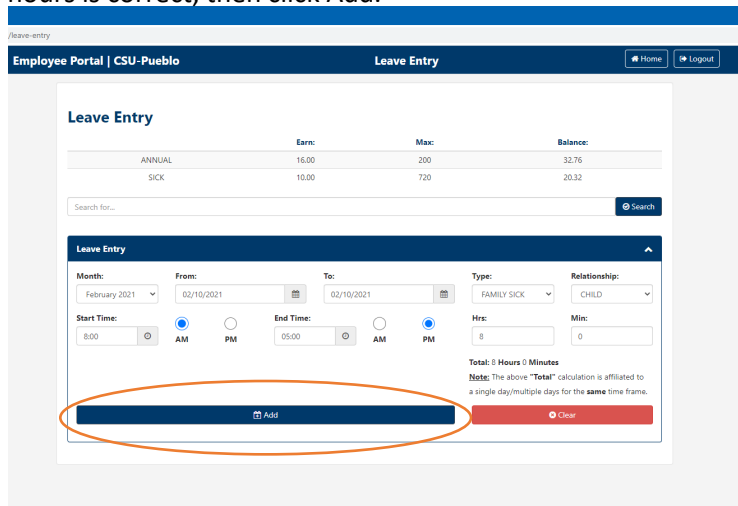 hours is correct, then click Add.
/leave-entry
Employee Portal | CSU-Pueblo Leave Entry Home Logout
Leave Entry
Earn: Max: Balance:
ANNUAL 16.00 200 32.76
SICK 10.00 720 20.32
Search for... Search
Leave Entry
Month: From: To: Type: Relationship:
February 2021 02/10/2021 02/10/2021 FAMILY SICK CHILD
Start Time: End Time: Hrs: Min:
8:00 AM PM 05:00 AM PM 8 0
Total: 8 Hours 0 Minutes
Note: The above "Total" calculation is affiliated to
a single day/multiple days for the same time frame.
Add Clear